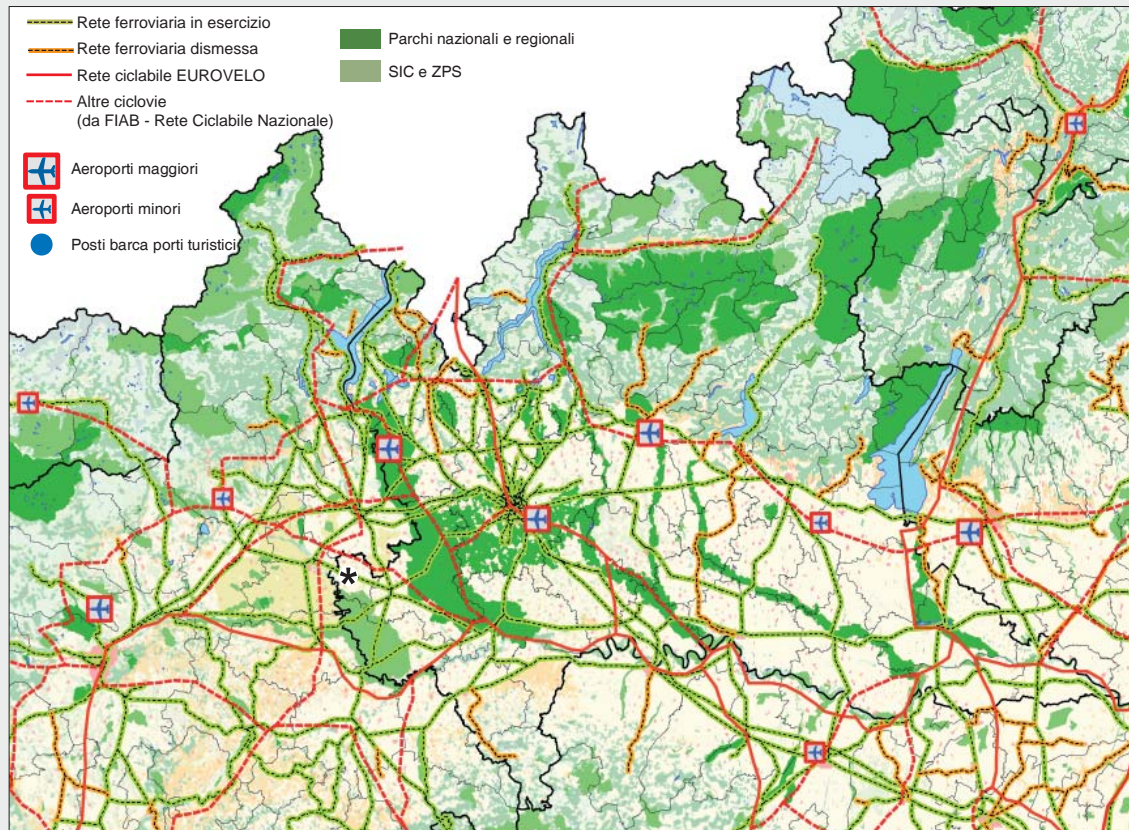 Rete ferroviaria in esercizio
Rete ferroviaria dismessa
Rete ciclabile EUROVELO
Altre ciclovie
(da FIAB - Rete Ciclabile Nazionale)
Parchi nazionali e regionali
SIC e ZPS
Aeroporti maggiori
Aeroporti minori
Posti barca porti turistici
*